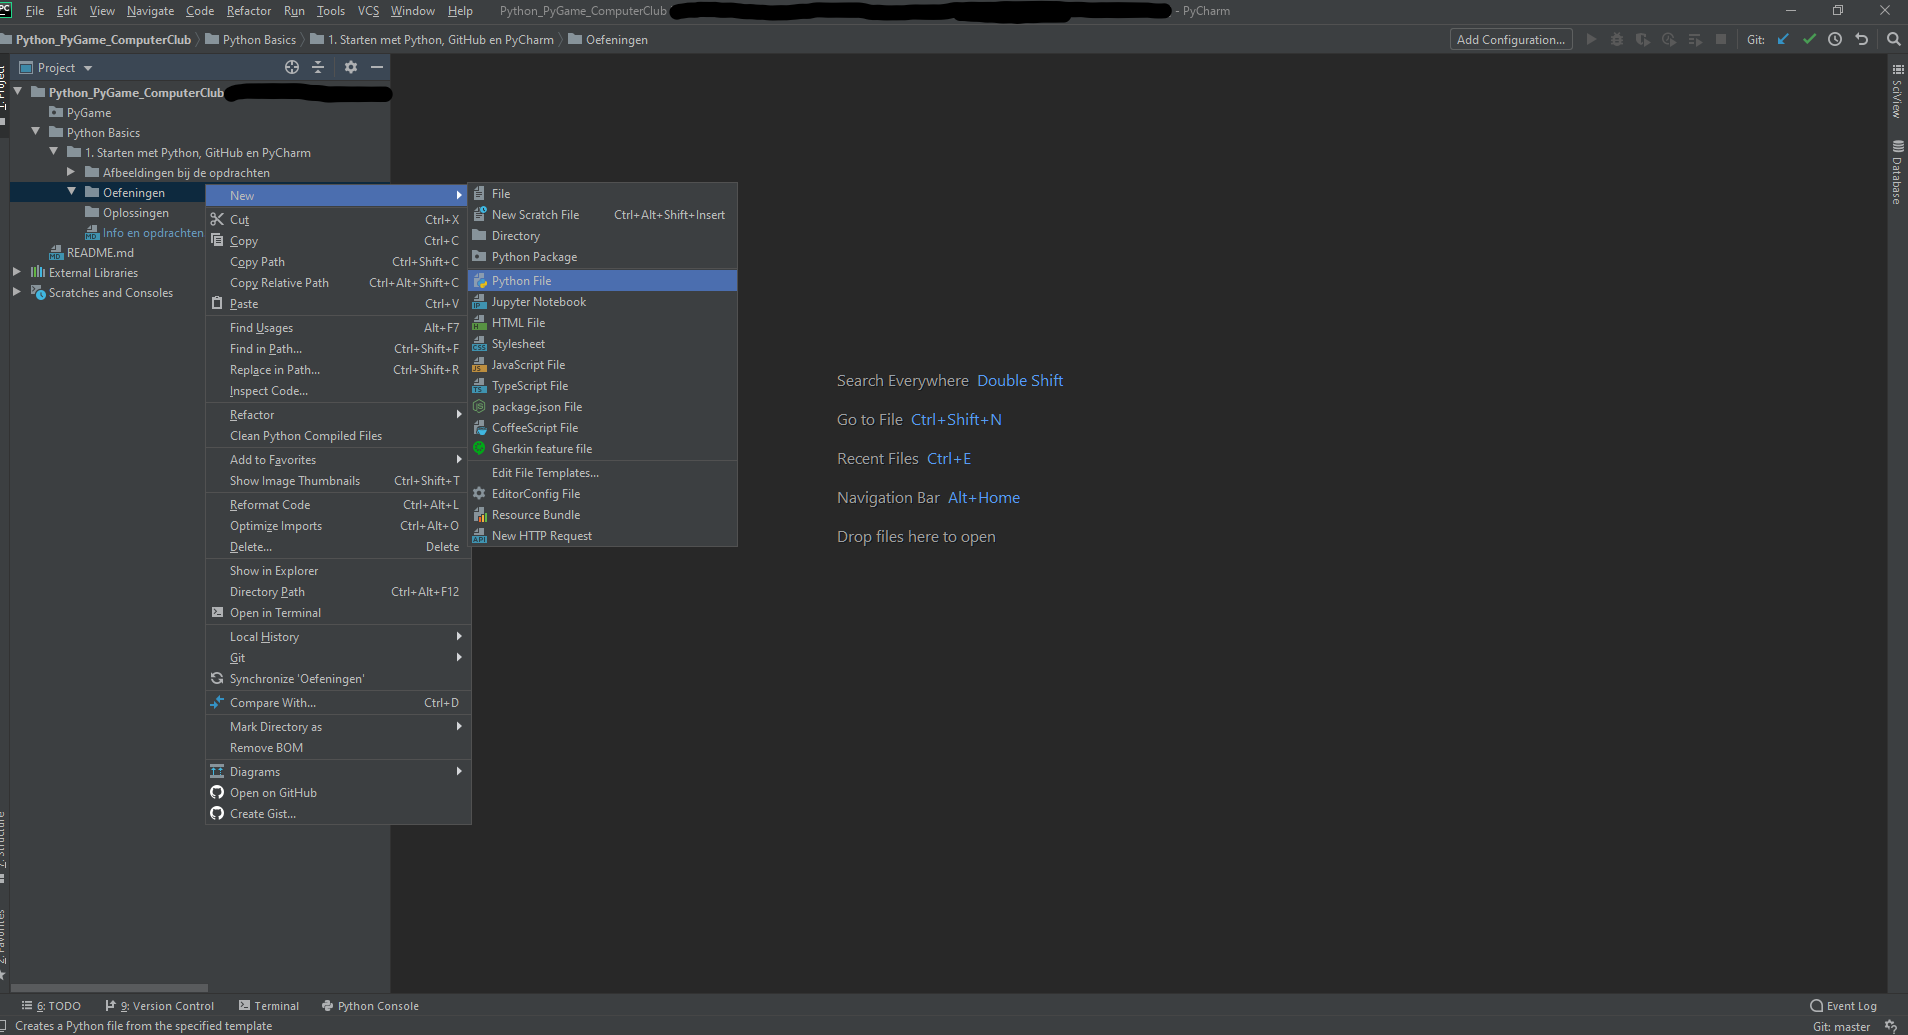 PC File Edit View Navigate Code Refactor Run Tools VCS Window Help Python_PyGame_ComputerClub - PyCharm
Python_PyGame_ComputerClub Python Basics 1. Starten met Python, GitHub en PyCharm Oefeningen Add Configuration... Git:
Project
1: Project
Python_PyGame_ComputerClub
PyGame
Python Basics
1. Starten met Python, GitHub en PyCharm
Afbeeldingen bij de opdrachten
Oefeningen
Oplossingen
Info en opdrachten
README.md
External Libraries
Scratches and Consoles
New
Cut Ctrl+X
Copy Ctrl+C
Copy Path Ctrl+Shift+C
Copy Relative Path Ctrl+Alt+Shift+C
Paste Ctrl+V
Find Usages Alt+F7
Find in Path... Ctrl+Shift+F
Replace in Path... Ctrl+Shift+R
Inspect Code...
Refactor
Clean Python Compiled Files
Add to Favorites
Show Image Thumbnails Ctrl+Shift+T
Reformat Code Ctrl+Alt+L
Optimize Imports Ctrl+Alt+O
Delete... Delete
Show in Explorer
Directory Path Ctrl+Alt+F12
Open in Terminal
Local History
Git
Synchronize 'Oefeningen'
Compare With... Ctrl+D
Mark Directory as
Remove BOM
Diagrams
Open on GitHub
Create Gist...
File
New Scratch File Ctrl+Alt+Shift+Insert
Directory
Python Package
Python File
Jupyter Notebook
HTML File
Stylesheet
JavaScript File
TypeScript File
package.json File
CoffeeScript File
Gherkin feature file
Edit File Templates...
EditorConfig File
Resource Bundle
New HTTP Request
Search Everywhere Double Shift
Go to File Ctrl+Shift+N
Recent Files Ctrl+E
Navigation Bar Alt+Home
Drop files here to open
SciView
Database
7: Structure
2: Favorites
6: TODO 9: Version Control Terminal Python Console Event Log
Creates a Python file from the specified template Git: master